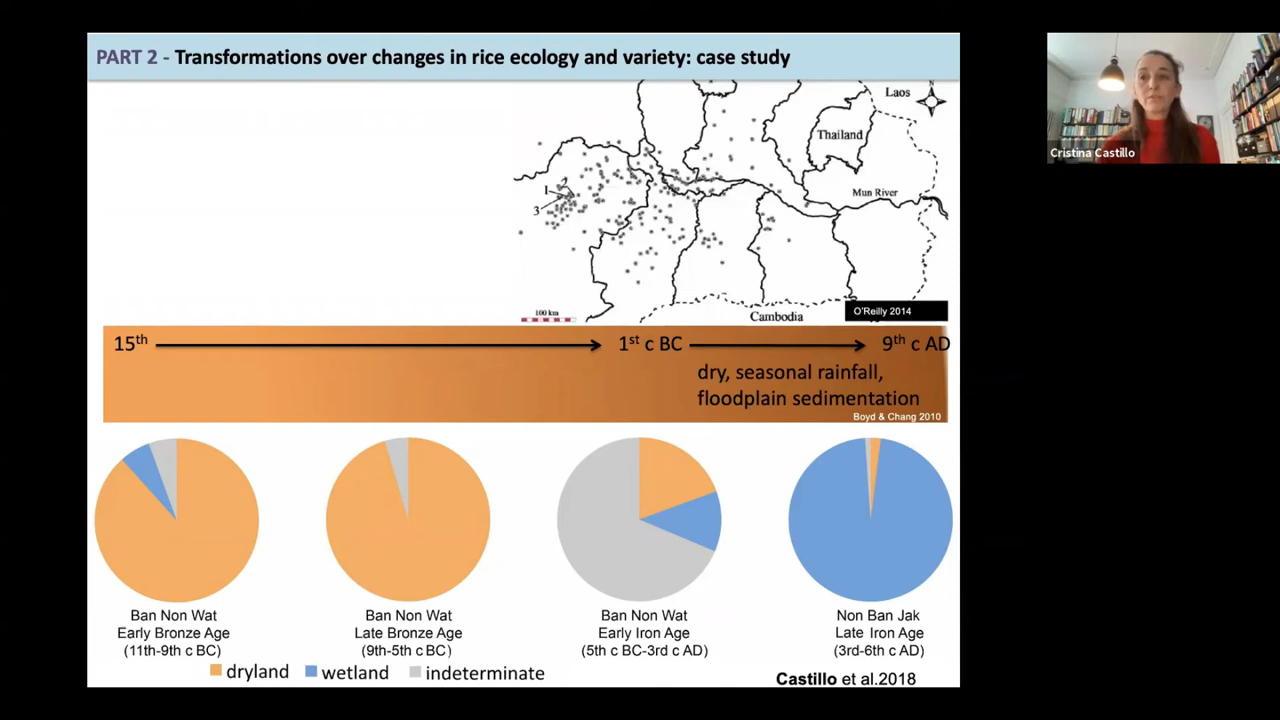 PART 2 - Transformations over changes in rice ecology and variety: case study
Laos
Thailand
Mun River
1
2
3
100 km
Cambodia
O'Reilly 2014
Cristina Castillo
15th
1st c BC
9th c AD
dry, seasonal rainfall,
floodplain sedimentation
Boyd & Chang 2010
Ban Non Wat
Early Bronze Age
(11th-9th c BC)
Ban Non Wat
Late Bronze Age
(9th-5th c BC)
Ban Non Wat
Early Iron Age
(5th c BC-3rd c AD)
Non Ban Jak
Late Iron Age
(3rd-6th c AD)
dryland
wetland
indeterminate
Castillo et al.2018